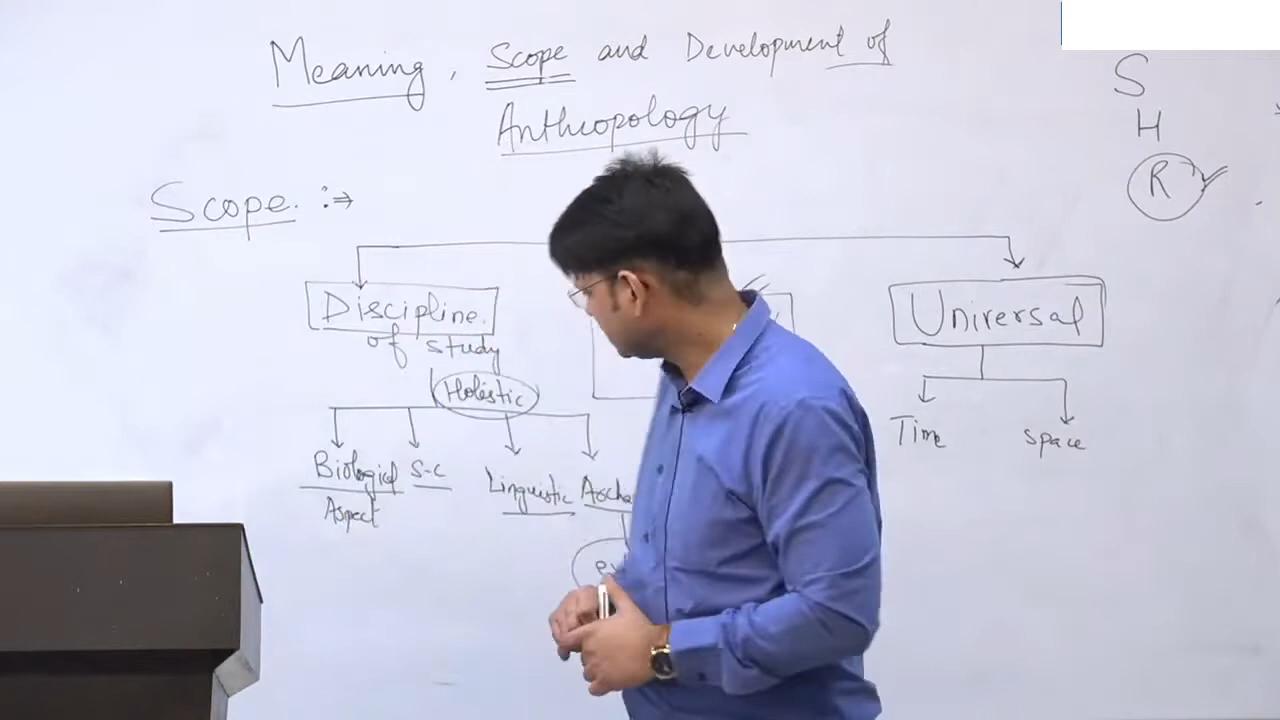 Meaning, Scope and Development of
Anthropology
S
H
R
Scope :⇒
Discipline
of study
Universal
Holistic
Time
Space
Biological
Aspect
S-C
Linguistic